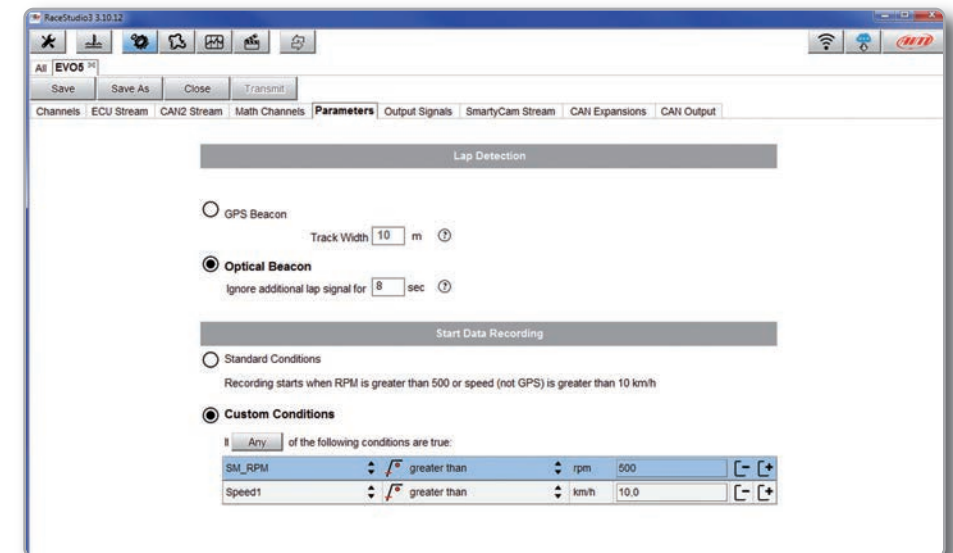 RaceStudio3 3.10.12
AiM
All EVO5
Save Save As Close Transmit
Channels ECU Stream CAN2 Stream Math Channels Parameters Output Signals SmartyCam Stream CAN Expansions CAN Output
Lap Detection
GPS Beacon
Track Width 10 m ?
Optical Beacon
Ignore additional lap signal for 8 sec ?
Start Data Recording
Standard Conditions
Recording starts when RPM is greater than 500 or speed (not GPS) is greater than 10 km/h
Custom Conditions
If Any of the following conditions are true:
SM_RPM greater than rpm 500
Speed1 greater than km/h 10,0